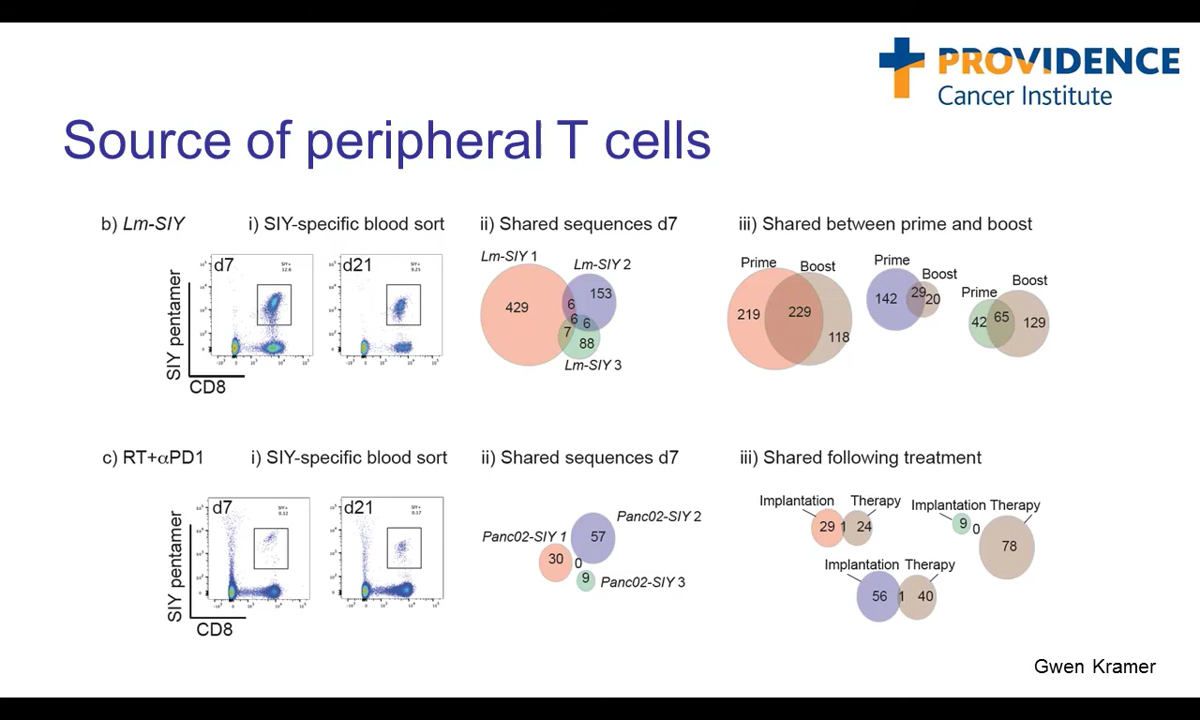 PROVIDENCE
Cancer Institute
Source of peripheral T cells
b) Lm-SIY
i) SIY-specific blood sort
ii) Shared sequences d7
iii) Shared between prime and boost
SIY pentamer
d7
d21
CD8
Lm-SIY 1
Lm-SIY 2
429
153
6
6
7
6
88
Lm-SIY 3
Prime
Boost
219
229
118
Prime
Boost
142
29
20
Prime
Boost
42
65
129
c) RT+αPD1
i) SIY-specific blood sort
ii) Shared sequences d7
iii) Shared following treatment
SIY pentamer
d7
d21
CD8
Panc02-SIY 1
Panc02-SIY 2
57
30
0
9
Panc02-SIY 3
Implantation
Therapy
29
1
24
Implantation
Therapy
9
0
78
Implantation
Therapy
56
1
40
Gwen Kramer